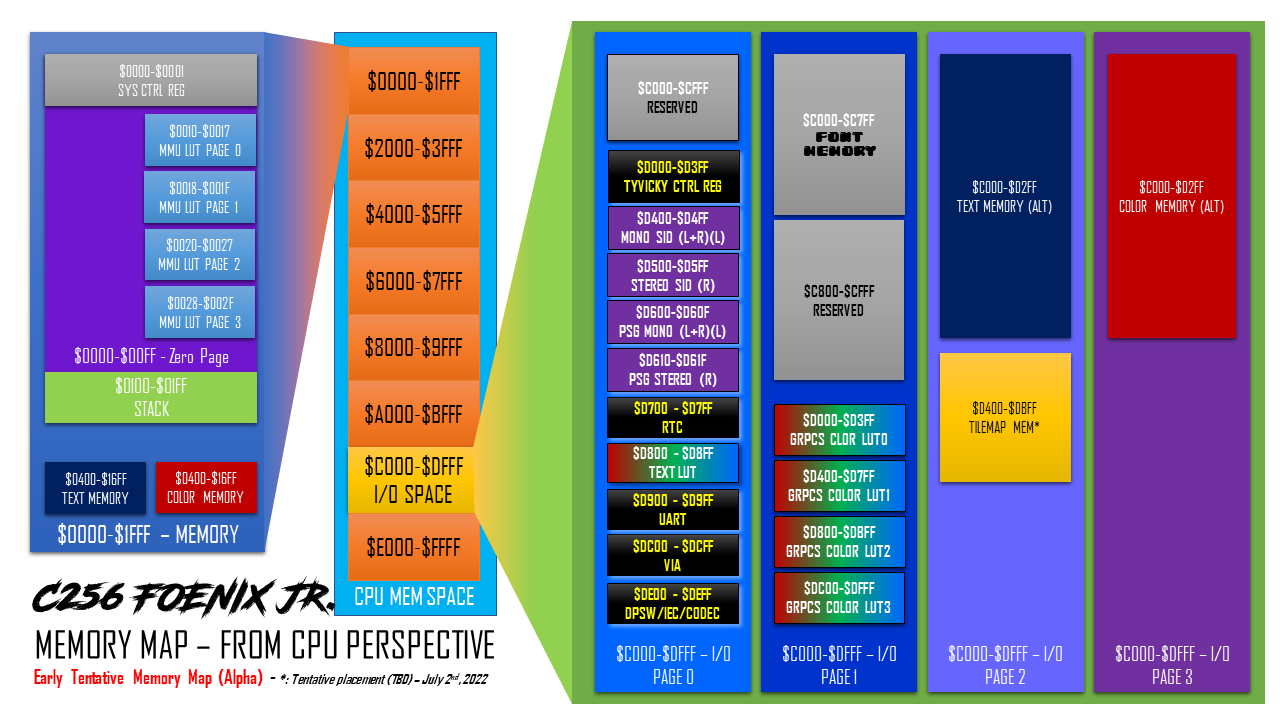 $0000-$0001
SYS CTRL REG
$0010-$0017
MMU LUT PAGE 0
$0018-$001F
MMU LUT PAGE 1
$0020-$0027
MMU LUT PAGE 2
$0028-$002F
MMU LUT PAGE 3
$0000-$00FF - Zero Page
$0100-$01FF
STACK
$0400-$16FF
TEXT MEMORY
$0400-$16FF
COLOR MEMORY
$0000-$1FFF – MEMORY
$0000-$1FFF
$2000-$3FFF
$4000-$5FFF
$6000-$7FFF
$8000-$9FFF
$A000-$BFFF
$C000-$DFFF
I/O SPACE
$E000-$FFFF
CPU MEM SPACE
$C000-$CFFF
RESERVED
$D000-$D3FF
TYVICKY CTRL REG
$D400-$D4FF
MONO SID (L+R)(L)
$D500-$D5FF
STEREO SID (R)
$D600-$D60F
PSG MONO (L+R)(L)
$D610-$D61F
PSG STEREO (R)
$D700 - $D7FF
RTC
$D800 - $D8FF
TEXT LUT
$D900 - $D9FF
UART
$DC00 - $DCFF
VIA
$DE00 - $DEFF
DPSW/IEC/CODEC
$C000-$DFFF – I/O
PAGE 0
$C000-$C7FF
FONT
MEMORY
$C800-$CFFF
RESERVED
$D000-$D3FF
GRPCS CLOR LUT0
$D400-$D7FF
GRPCS COLOR LUT1
$D800-$DBFF
GRPCS COLOR LUT2
$DC00-$DFFF
GRPCS COLOR LUT3
$C000-$DFFF – I/O
PAGE 1
$C000-$D2FF
TEXT MEMORY (ALT)
$D400-$D8FF
TILEMAP MEM*
$C000-$DFFF – I/O
PAGE 2
$C000-$D2FF
COLOR MEMORY (ALT)
$C000-$DFFF – I/O
PAGE 3
C256 FOENIX JR.
MEMORY MAP – FROM CPU PERSPECTIVE
Early Tentative Memory Map (Alpha) - *: Tentative placement (TBD) – July 2nd, 2022